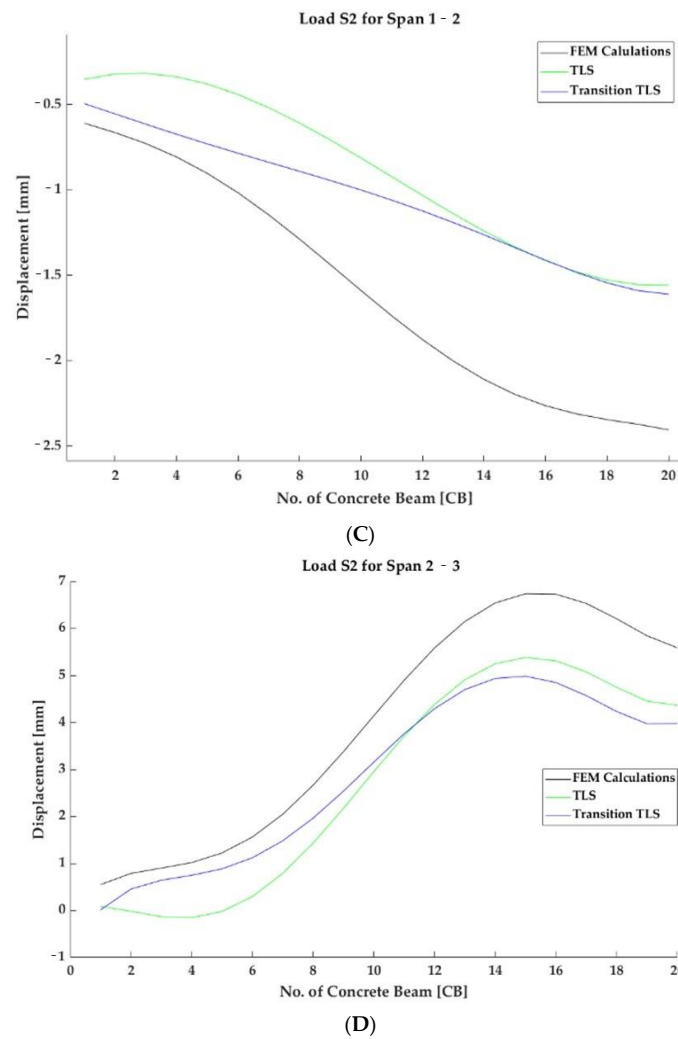 Load S2 for Span 1 - 2
FEM Calulations
TLS
Transition TLS
Displacement [mm]
-0.5
-1
-1.5
-2
-2.5
2 4 6 8 10 12 14 16 18 20
No. of Concrete Beam [CB]
(C)
Load S2 for Span 2 - 3
Displacement [mm]
7
6
5
4
3
2
1
0
-1
FEM Calculations
TLS
Transition TLS
0 2 4 6 8 10 12 14 16 18 20
No. of Concrete Beam [CB]
(D)